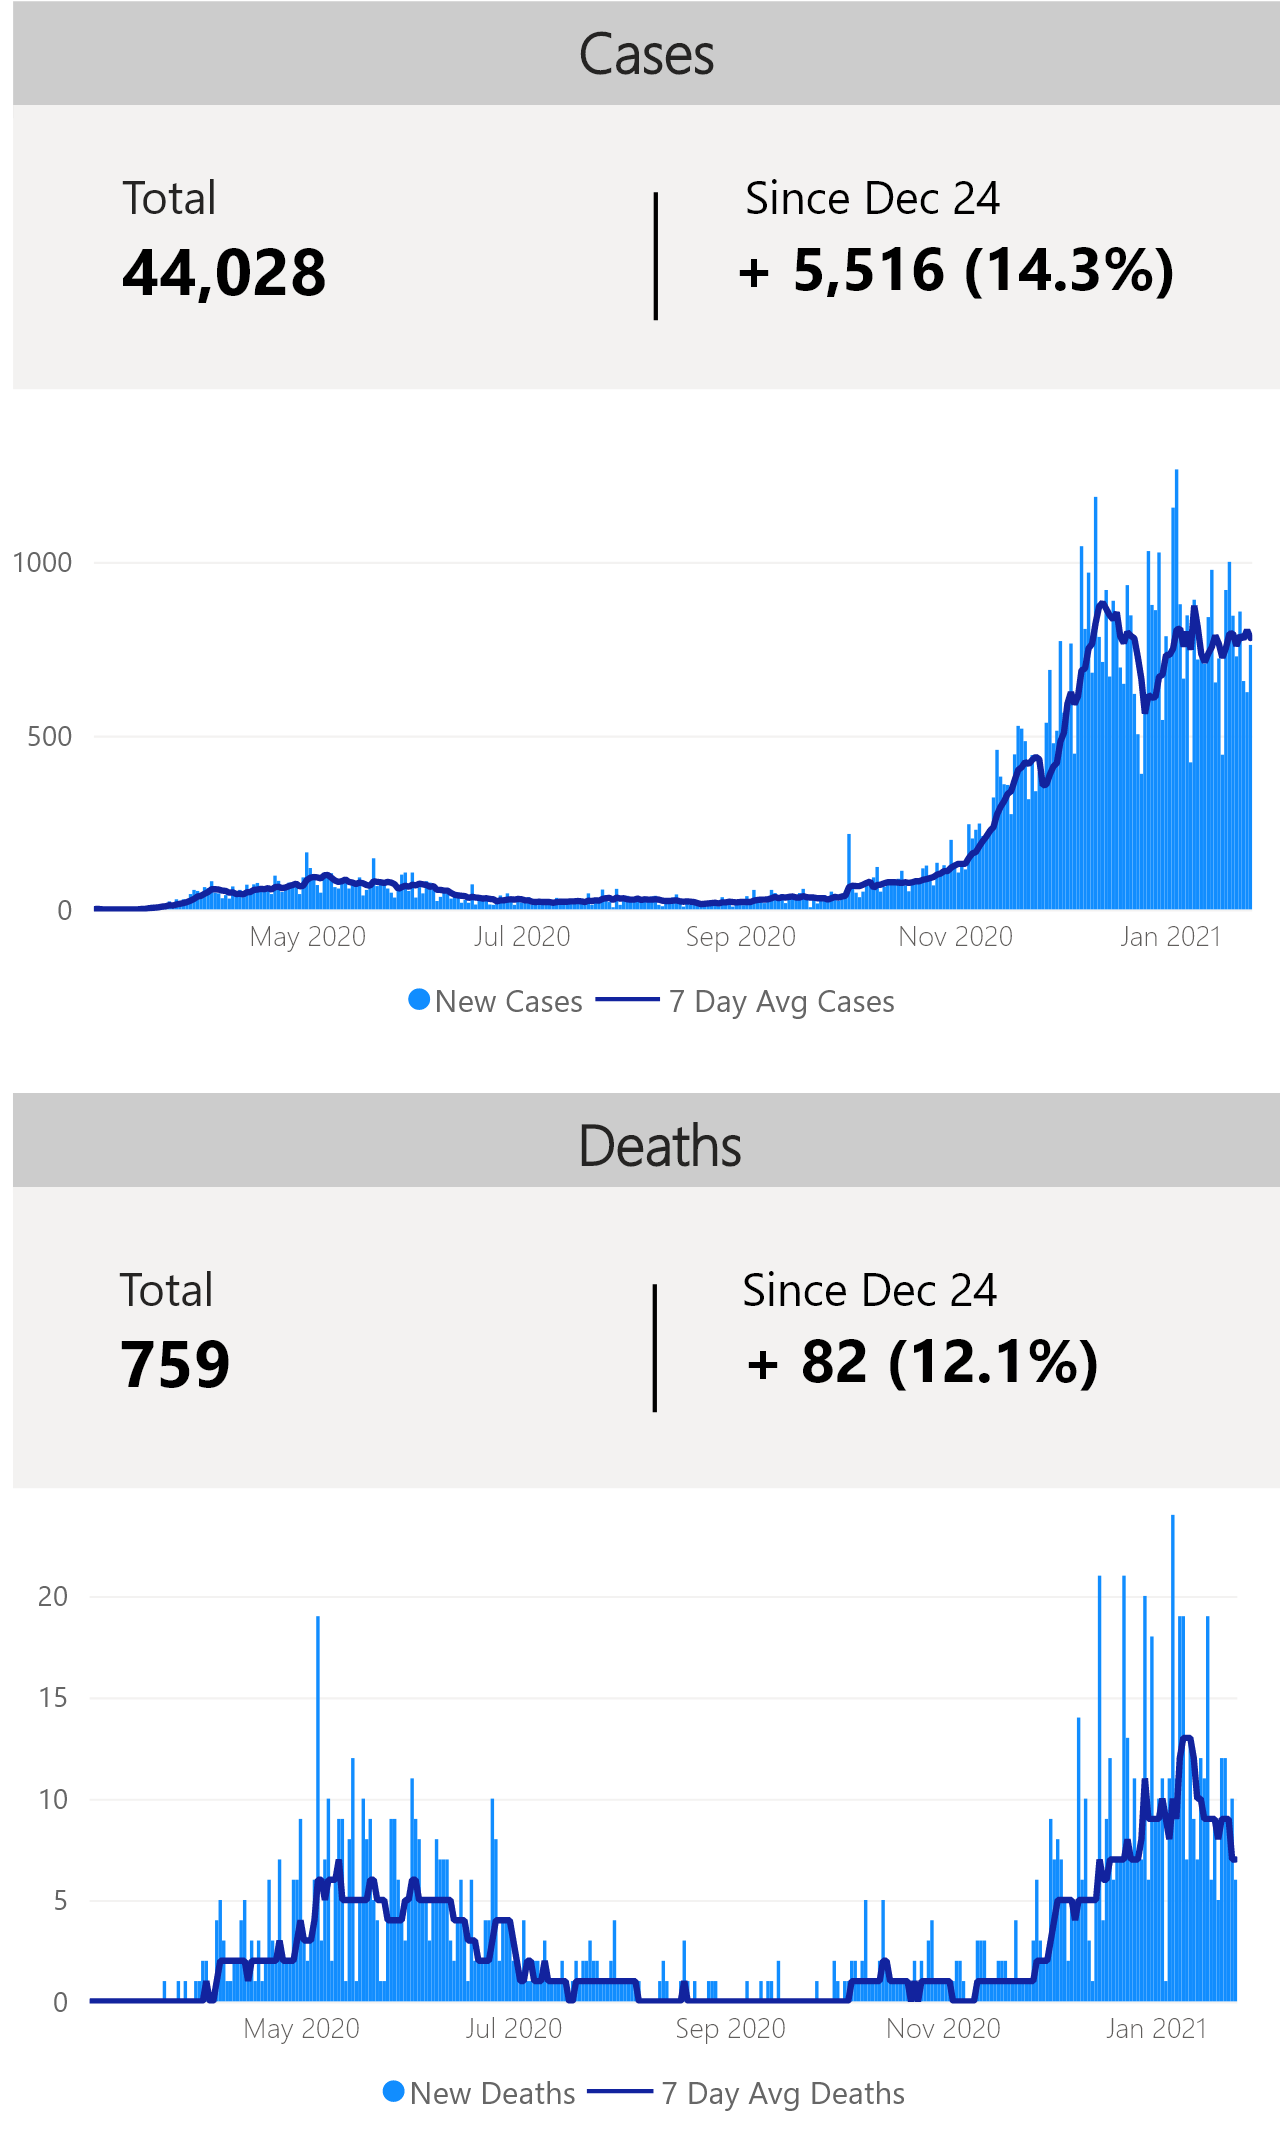 Cases
Total
Since Dec 24
44,028
+ 5,516 (14.3%)
1000
500
0
May 2020 Jul 2020 Sep 2020 Nov 2020 Jan 2021
New Cases 7 Day Avg Cases
Deaths
Total
Since Dec 24
759
+ 82 (12.1%)
20
15
10
5
0
May 2020 Jul 2020 Sep 2020 Nov 2020 Jan 2021
New Deaths 7 Day Avg Deaths